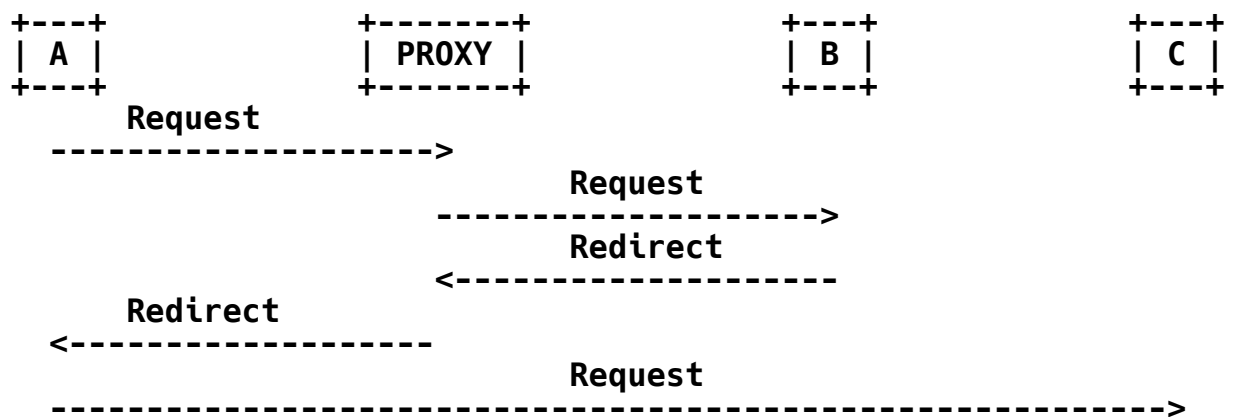 +---+             +-------+             +---+             +---+
| A |             | PROXY |             | B |             | C |
+---+             +-------+             +---+             +---+
      Request
  -------------------->
                             Request
                      -------------------->
                             Redirect
                      <--------------------
      Redirect
  <-------------------
                             Request
  ---------------------------------------------------------->